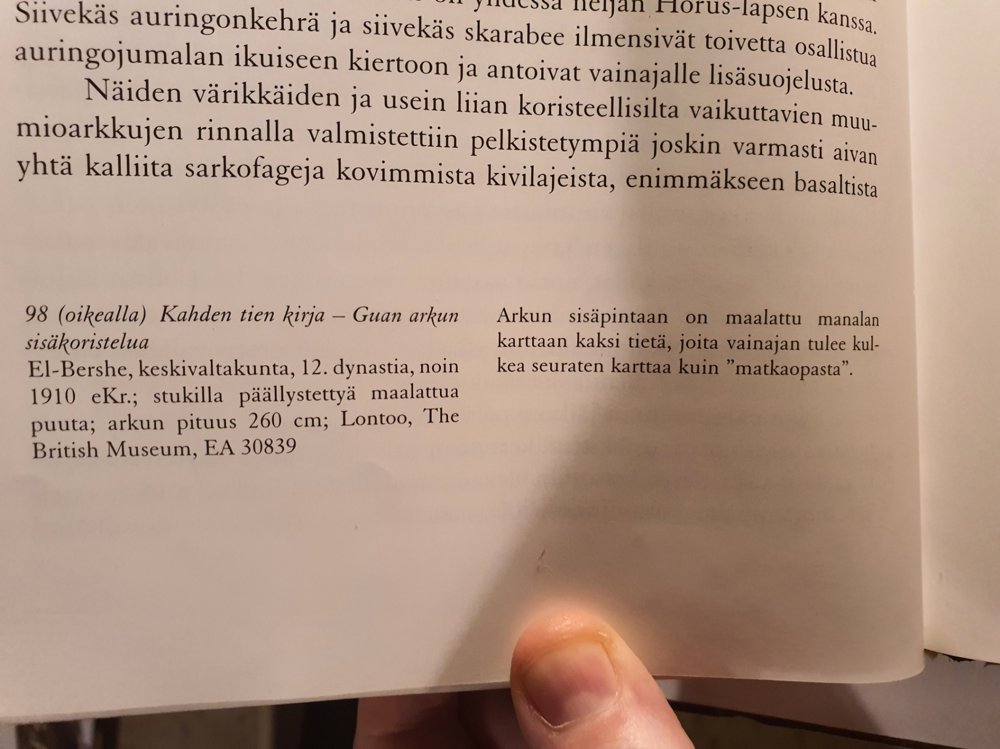 yhdessä neljän Horus-lapsen kanssa.
Siivekäs auringonkehrä ja siivekäs skarabee ilmensivät toivetta osallistua
auringojumalan ikuiseen kiertoon ja antoivat vainajalle lisäsuojelusta.
Näiden värikkäiden ja usein liian koristeellisilta vaikuttavien muu-
mioarkkujen rinnalla valmistettiin pelkistetympiä joskin varmasti aivan
yhtä kalliita sarkofageja kovimmista kivilajeista, enimmäkseen basaltista
98 (oikealla) Kahden tien kirja – Guan arkun
sisäkoristelua
El-Bershe, keskivaltakunta, 12. dynastia, noin
1910 eKr.; stukilla päällystettyä maalattua
puuta; arkun pituus 260 cm; Lontoo, The
British Museum, EA 30839
Arkun sisäpintaan on maalattu manalan
karttaan kaksi tietä, joita vainajan tulee kul-
kea seuraten karttaa kuin ”matkaopasta”.